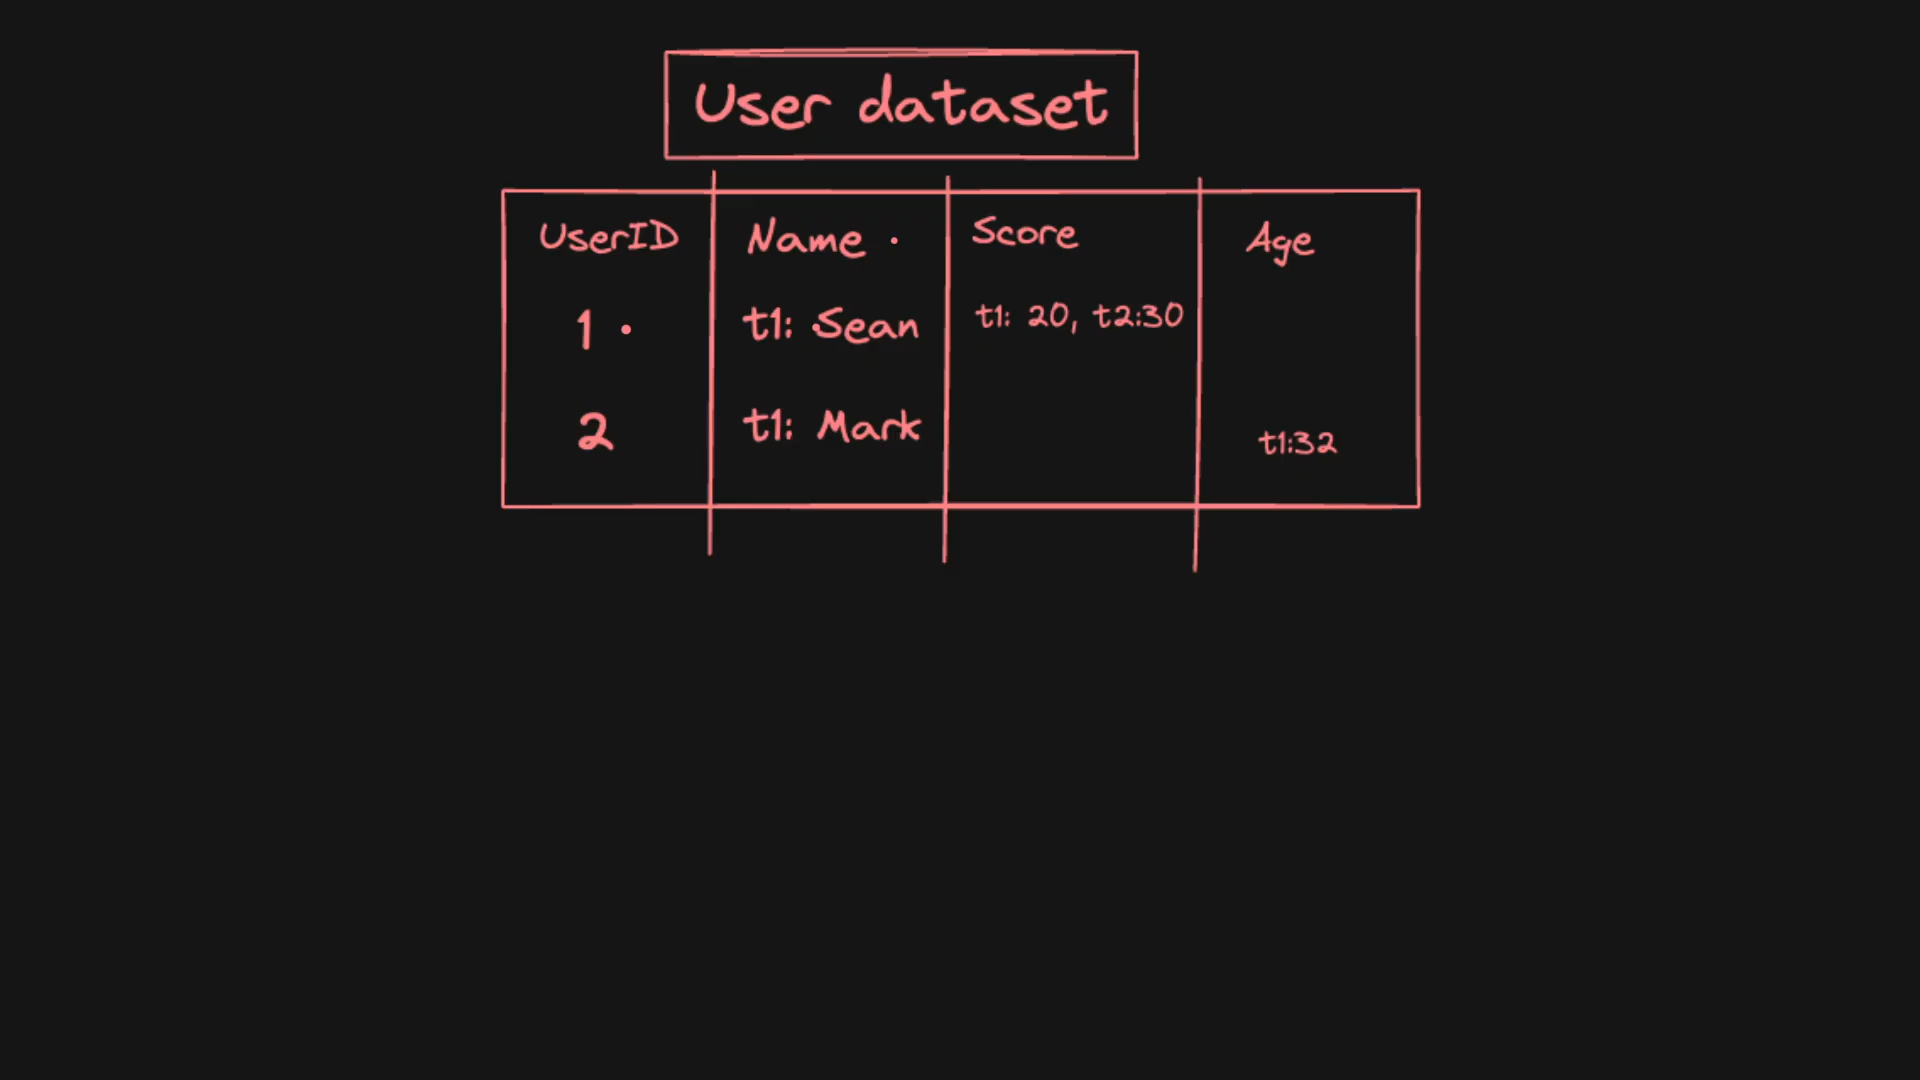 User dataset
UserID Name Score Age
1 t1: Sean t1: 20, t2:30
2 t1: Mark t1:32